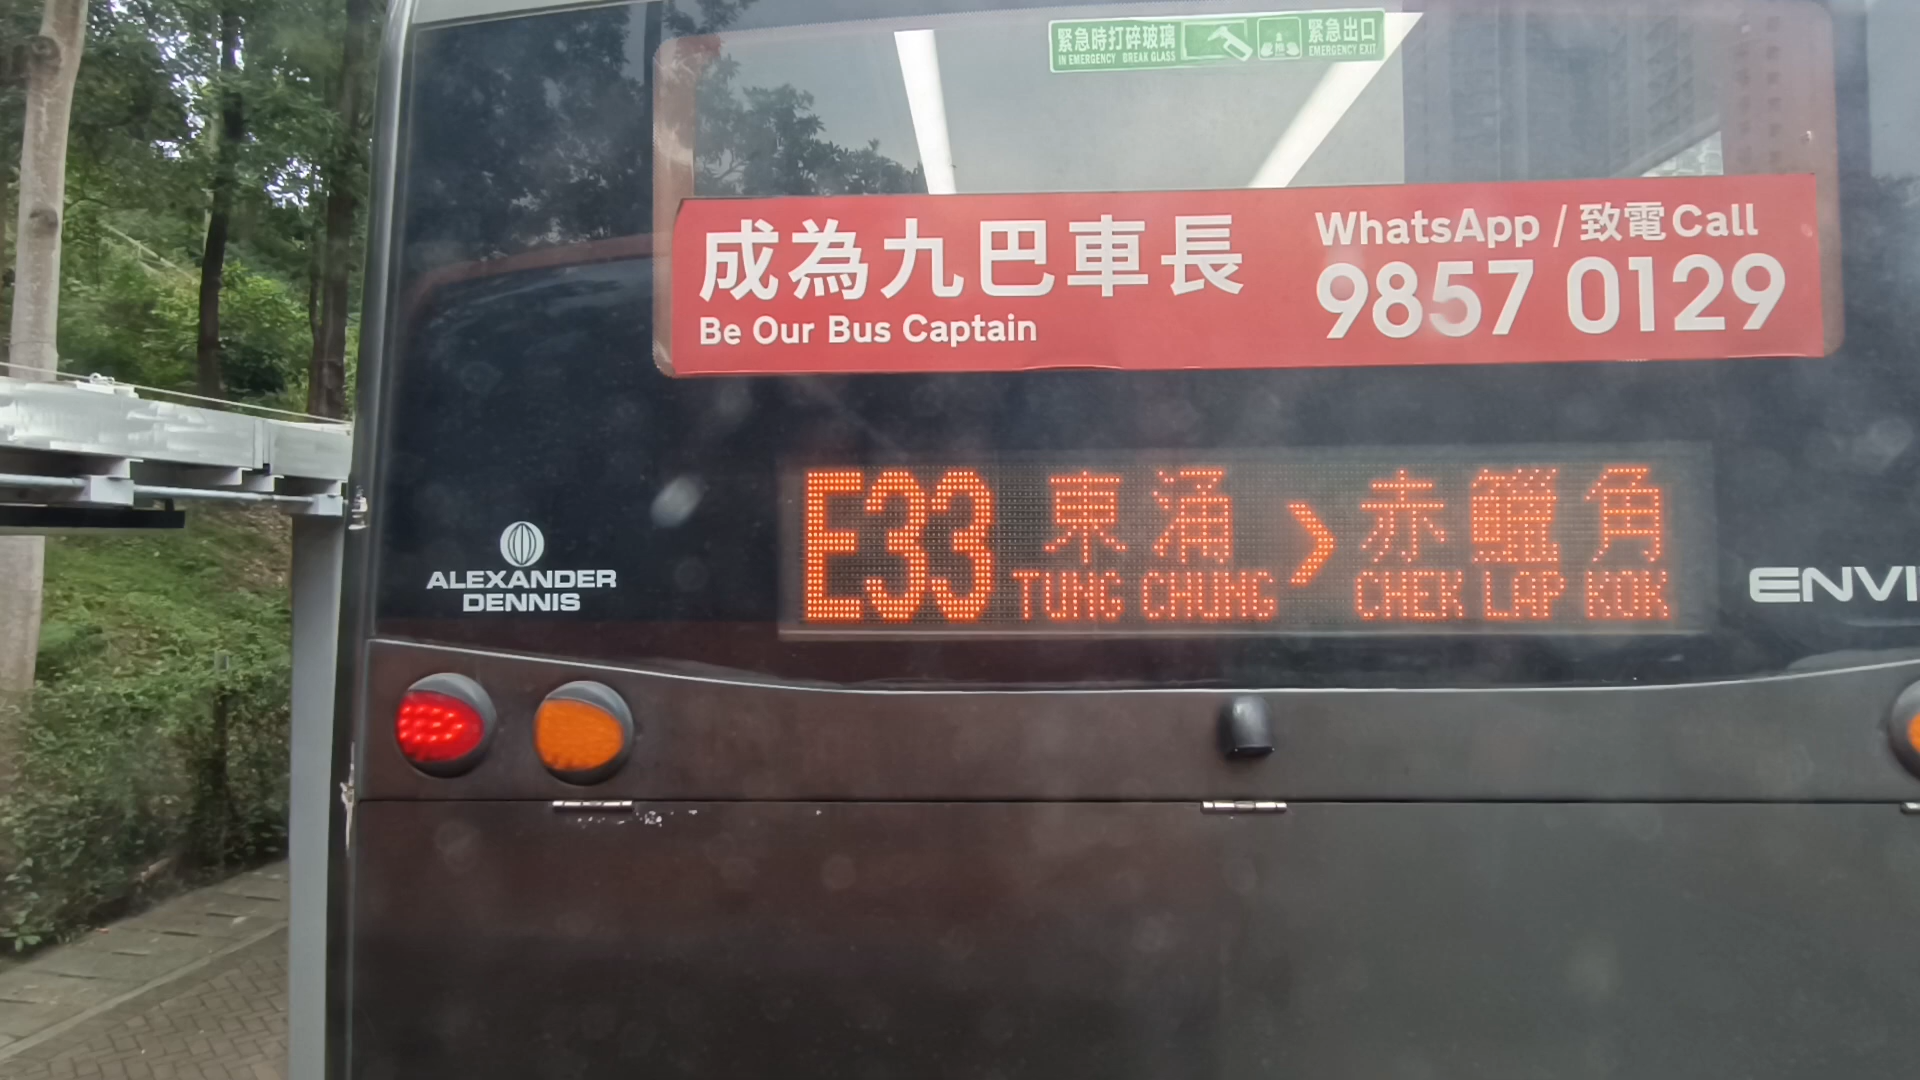 緊急時打碎玻璃 緊急出口
IN EMERGENCY BREAK GLASS EMERGENCY EXIT
成為九巴車長
Be Our Bus Captain
WhatsApp / 致電 Call
9857 0129
E33 東涌 > 赤鱲角
TUNG CHUNG CHEK LAP KOK
ALEXANDER
DENNIS
ENVI